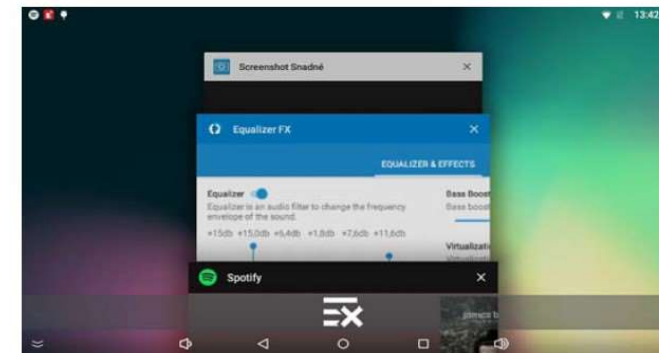 13:42
Screenshot Snadné
Equalizer FX
EQUALIZER & EFFECTS
Equalizer
Equalizer is an audio filter to change the frequency
envelope of the sound.
+15db +15,0db +6,4db +1,8db +7,6db +11,6db
Bass Boost
Bass boost
Virtualizati
Spotify
james b